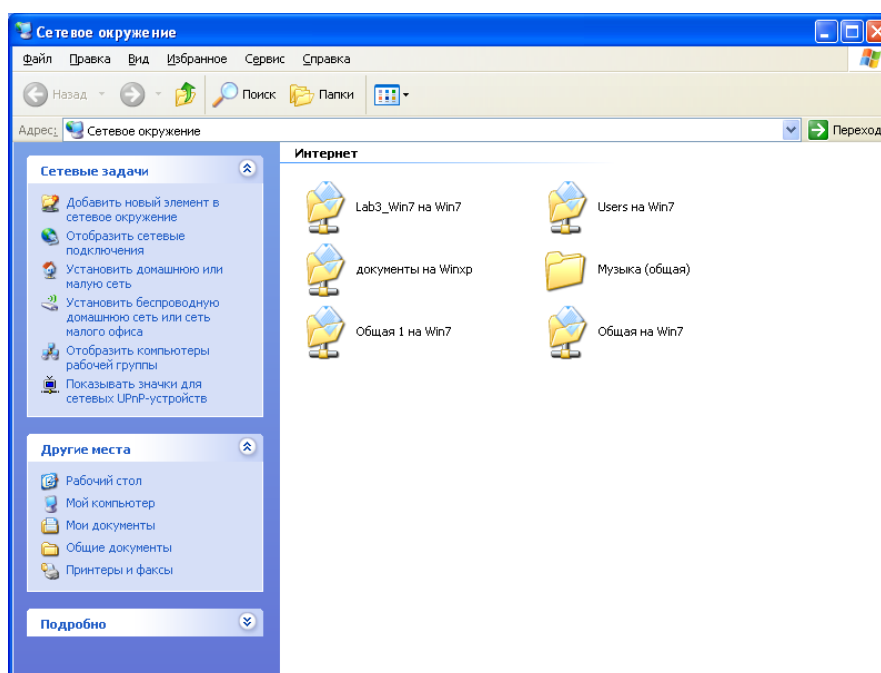 Сетевое окружение
Файл Правка Вид Избранное Сервис Справка
Назад Поиск Папки
Адрес: Сетевое окружение Переход
Сетевые задачи
Добавить новый элемент в
сетевое окружение
Отобразить сетевые
подключения
Установить домашнюю или
малую сеть
Установить беспроводную
домашнюю сеть или сеть
малого офиса
Отобразить компьютеры
рабочей группы
Показывать значки для
сетевых UPnP-устройств
Другие места
Рабочий стол
Мой компьютер
Мои документы
Общие документы
Принтеры и факсы
Подробно
Интернет
Lab3_Win7 на Win7
Users на Win7
документы на Winxp
Музыка (общая)
Общая 1 на Win7
Общая на Win7